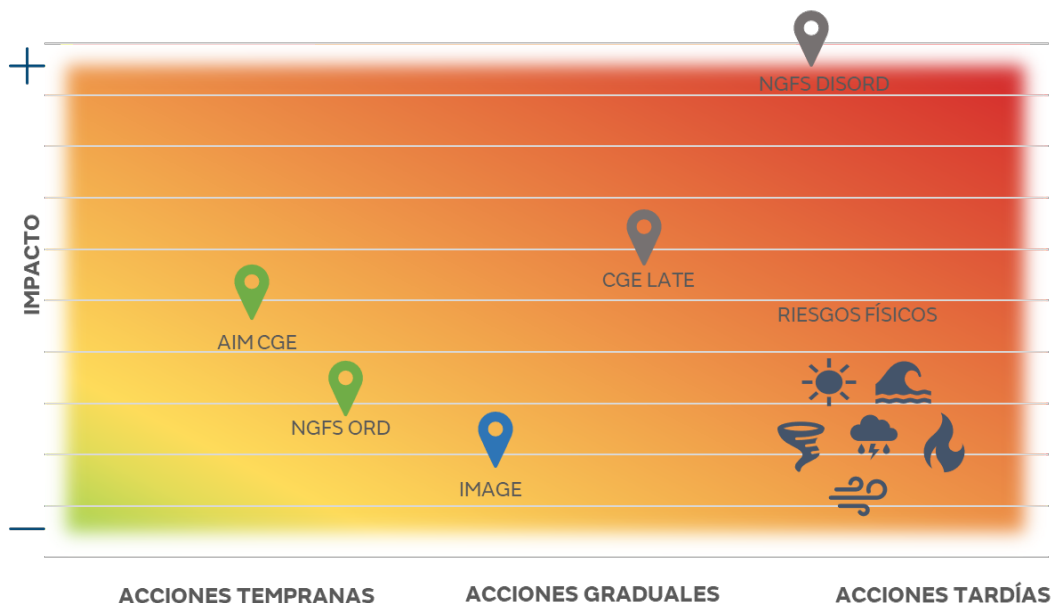 +
NGFS DISORD
IMPACTO
CGE LATE
RIESGOS FÍSICOS
AIM CGE
NGFS ORD
IMAGE
—
ACCIONES TEMPRANAS
ACCIONES GRADUALES
ACCIONES TARDÍAS